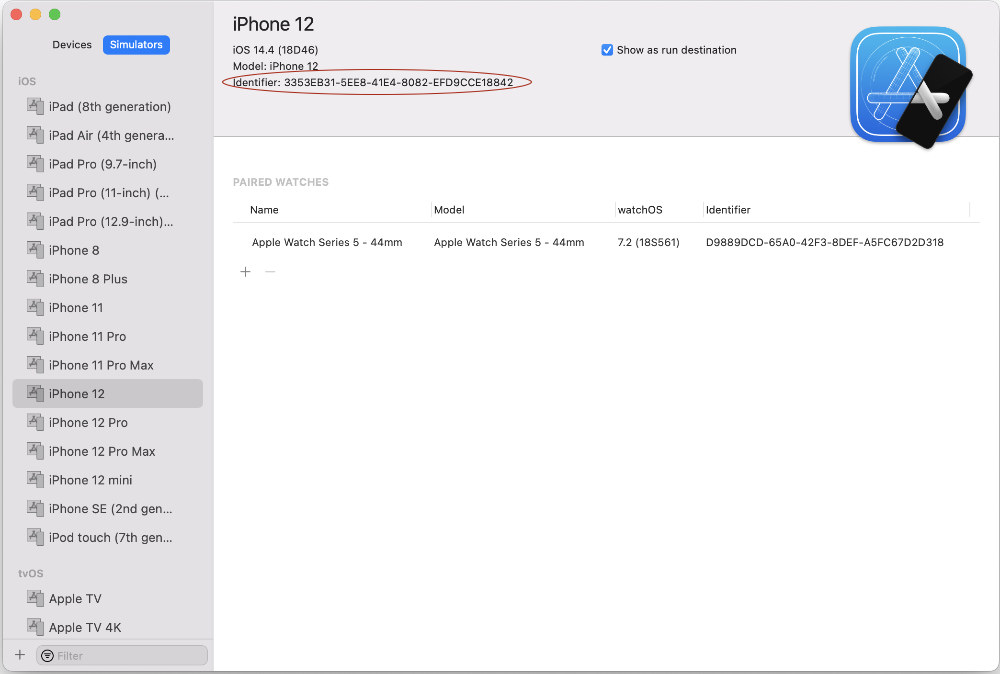 Devices
Simulators
iOS
iPad (8th generation)
iPad Air (4th genera...
iPad Pro (9.7-inch)
iPad Pro (11-inch) (...
iPad Pro (12.9-inch)...
iPhone 8
iPhone 8 Plus
iPhone 11
iPhone 11 Pro
iPhone 11 Pro Max
iPhone 12
iPhone 12 Pro
iPhone 12 Pro Max
iPhone 12 mini
iPhone SE (2nd gen...
iPod touch (7th gen...
tvOS
Apple TV
Apple TV 4K
Filter
iPhone 12
iOS 14.4 (18D46)
Model: iPhone 12
Identifier: 3353EB31-5EE8-41E4-8082-EFD9CCE18842
Show as run destination
PAIRED WATCHES
Name Model watchOS Identifier
Apple Watch Series 5 - 44mm Apple Watch Series 5 - 44mm 7.2 (18S561) D9889DCD-65A0-42F3-8DEF-A5FC67D2D318